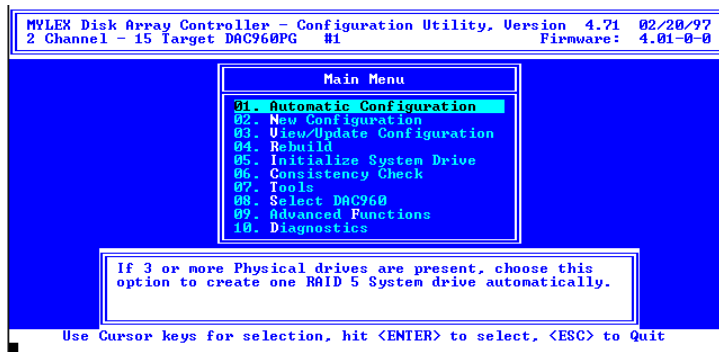 MYLEX Disk Array Controller - Configuration Utility, Version 4.71 02/20/97
2 Channel - 15 Target DAC960PG #1 Firmware: 4.01-0-0
Main Menu
01. Automatic Configuration
02. New Configuration
03. View/Update Configuration
04. Rebuild
05. Initialize System Drive
06. Consistency Check
07. Tools
08. Select DAC960
09. Advanced Functions
10. Diagnostics
If 3 or more Physical drives are present, choose this
option to create one RAID 5 System drive automatically.
Use Cursor keys for selection, hit <ENTER> to select, <ESC> to Quit